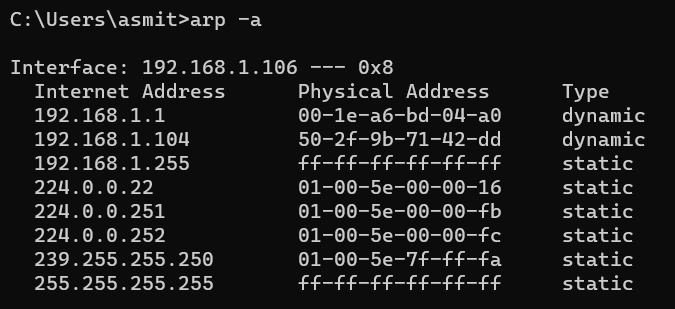 C:\Users\asmit>arp -a
Interface: 192.168.1.106 --- 0x8
Internet Address Physical Address Type
192.168.1.1 00-1e-a6-bd-04-a0 dynamic
192.168.1.104 50-2f-9b-71-42-dd dynamic
192.168.1.255 ff-ff-ff-ff-ff-ff static
224.0.0.22 01-00-5e-00-00-16 static
224.0.0.251 01-00-5e-00-00-fb static
224.0.0.252 01-00-5e-00-00-fc static
239.255.255.250 01-00-5e-7f-ff-fa static
255.255.255.255 ff-ff-ff-ff-ff-ff static